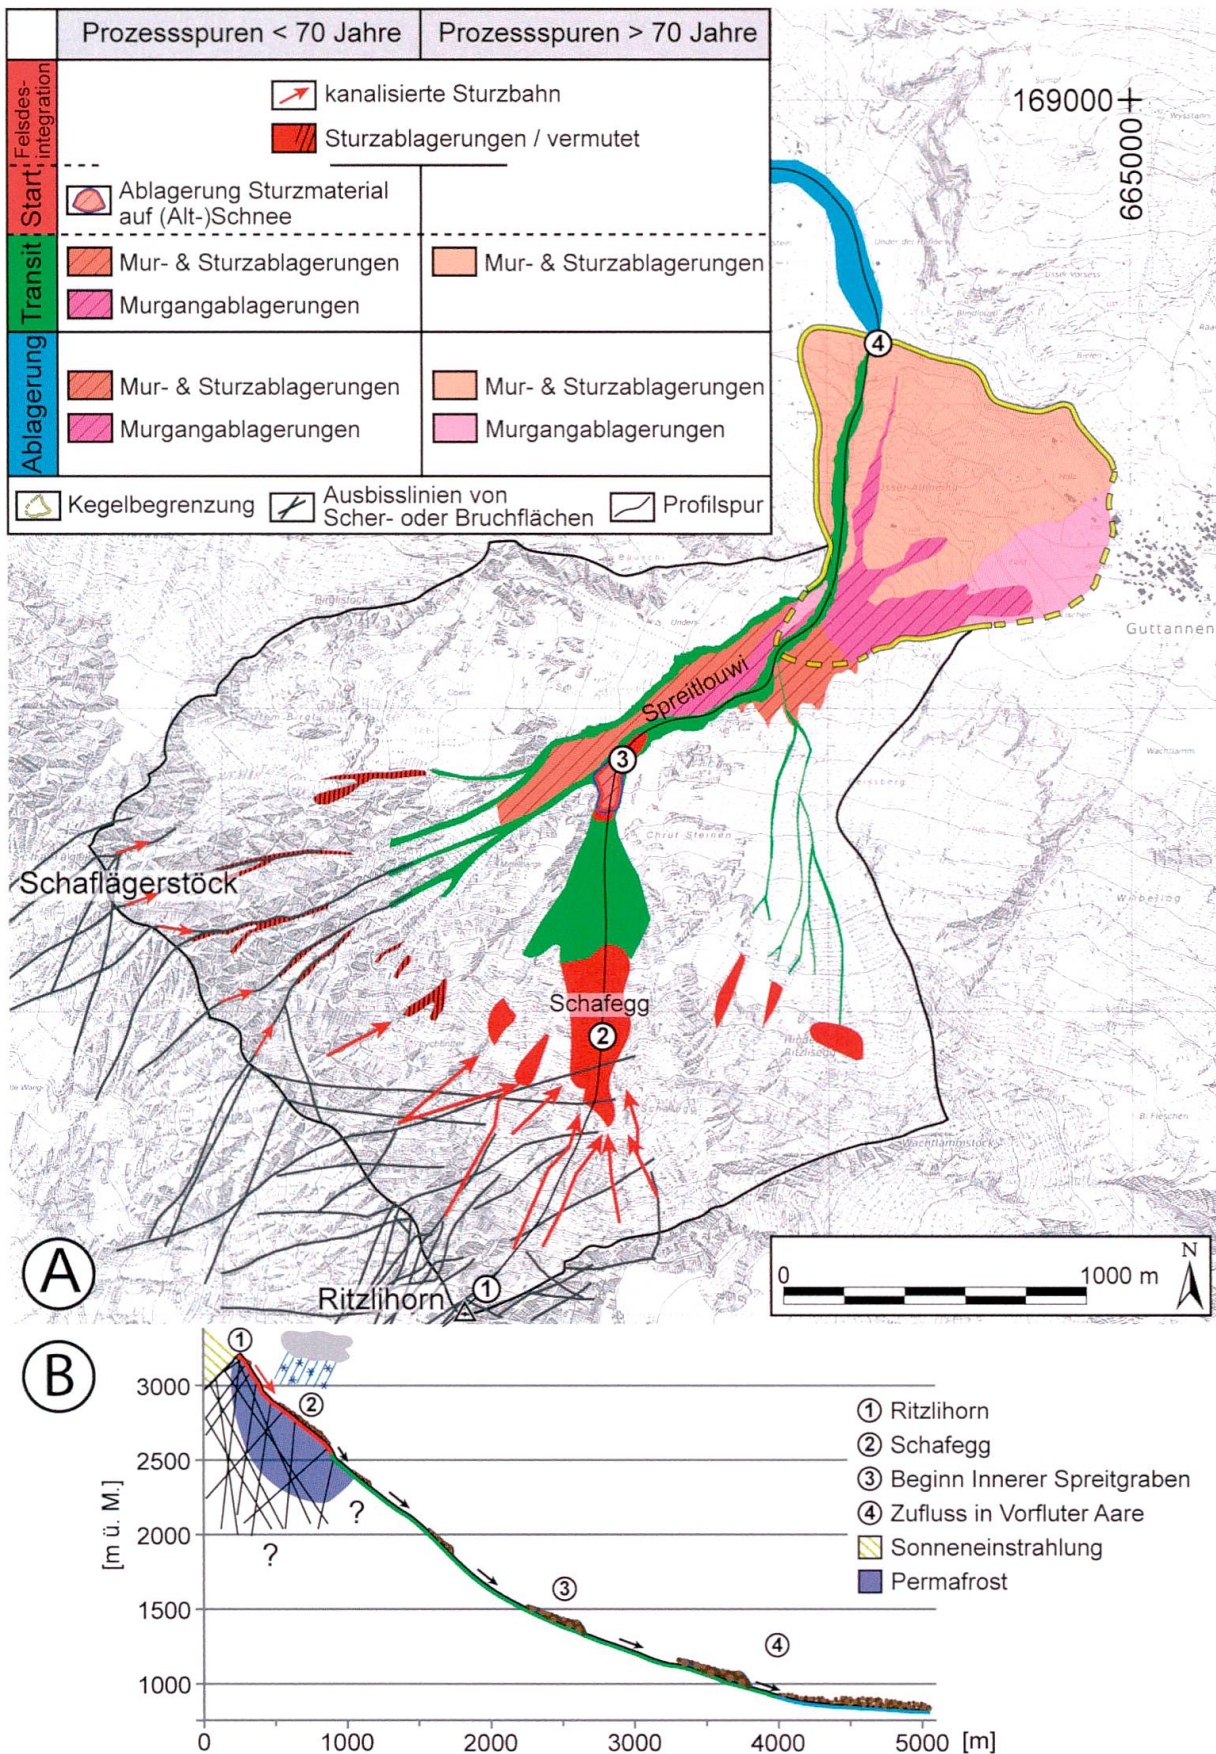 Prozessspuren < 70 Jahre
Prozessspuren > 70 Jahre
Felsdes-
integration
kanalisierte Sturzbahn
Sturzablagerungen / vermutet
Start
Ablagerung Sturzmaterial
auf (Alt-)Schnee
Transit
Mur- & Sturzablagerungen
Mur- & Sturzablagerungen
Murgangablagerungen
Ablagerung
Mur- & Sturzablagerungen
Mur- & Sturzablagerungen
Murgangablagerungen
Murgangablagerungen
Kegelbegrenzung
Ausbisslinien von
Scher- oder Bruchflächen
Profilspur
169000
665000
4
Guttannen
Spreitlouwi
3
Chrut Steinen
Schaflägerstöck
Schafegg
2
Wachtlammstock
A
Ritzlihorn
1
0
1000 m
N
B
[m ü. M.]
3000
2500
2000
1500
1000
1
2
?
?
3
4
1 Ritzlihorn
2 Schafegg
3 Beginn Innerer Spreitgraben
4 Zufluss in Vorfluter Aare
Sonneneinstrahlung
Permafrost
0
1000
2000
3000
4000
5000
[m]